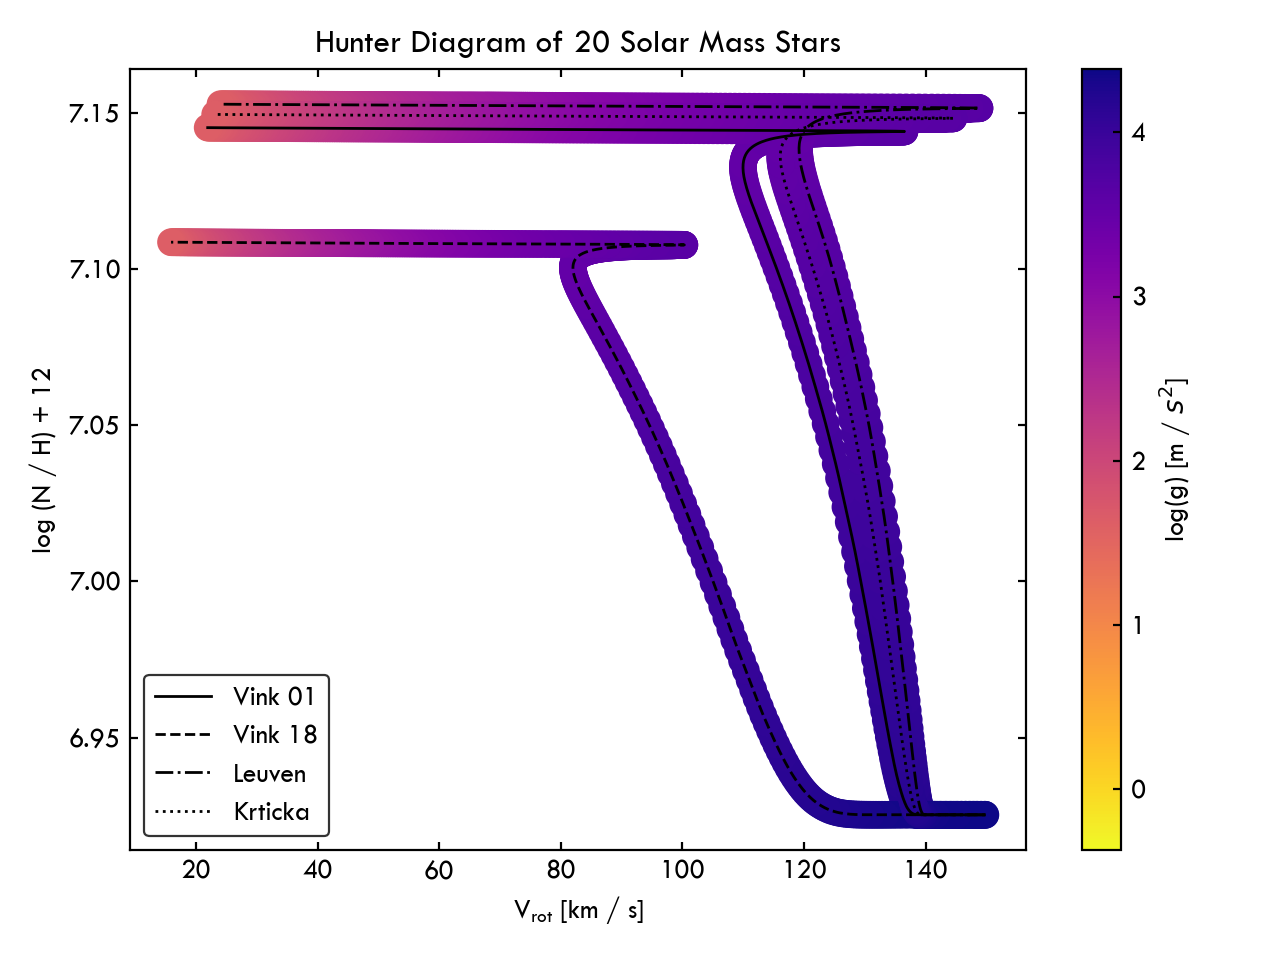 Hunter Diagram of 20 Solar Mass Stars
7.15
7.10
7.05
7.00
6.95
log (N / H) + 12
20
40
60
80
100
120
140
V_rot [km / s]
Vink 01
Vink 18
Leuven
Krticka
4
3
2
1
0
log(g) [m / s²]